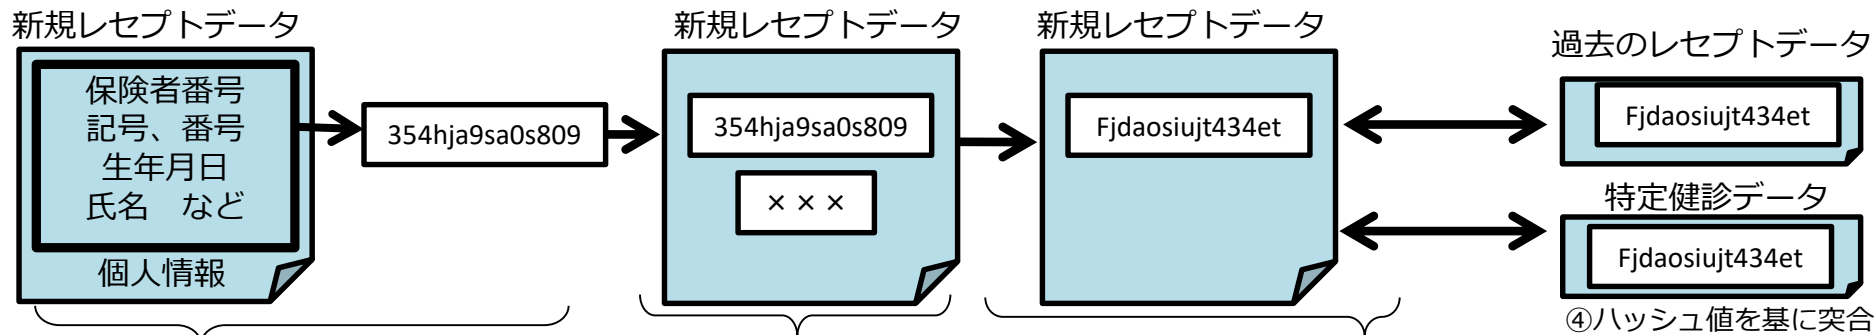 新規レセプトデータ
保険者番号
記号、番号
生年月日
氏名　など
個人情報
354hja9sa0s809
新規レセプトデータ
354hja9sa0s809
×××
新規レセプトデータ
Fjdaosiujt434et
過去のレセプトデータ
Fjdaosiujt434et
特定健診データ
Fjdaosiujt434et
④ハッシュ値を基に突合